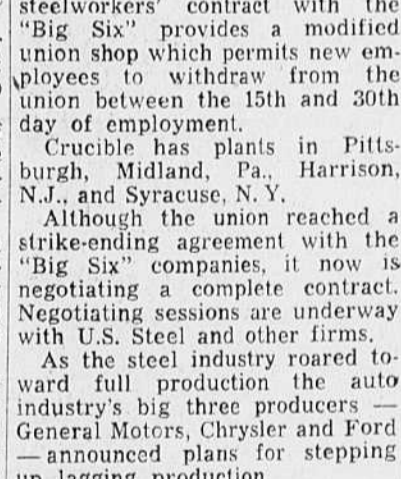 steelworkers' contract with the
"Big Six" provides a modified
union shop which permits new em-
ployees to withdraw from the
union between the 15th and 30th
day of employment.
Crucible has plants in Pitts-
burgh, Midland, Pa., Harrison,
N.J., and Syracuse, N. Y.
Although the union reached a
strike-ending agreement with the
"Big Six" companies, it now is
negotiating a complete contract.
Negotiating sessions are underway
with U.S. Steel and other firms.
As the steel industry roared to-
ward full production the auto
industry's big three producers —
General Motors, Chrysler and Ford
— announced plans for stepping
up lagging production